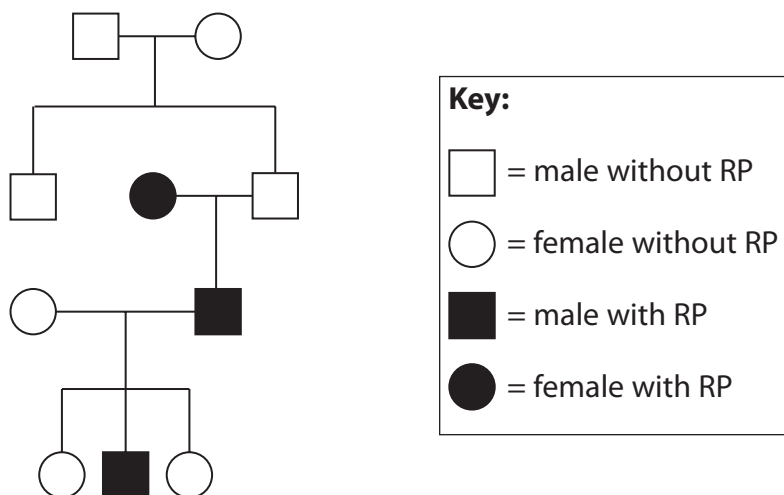 Key:
= male without RP
= female without RP
= male with RP
= female with RP